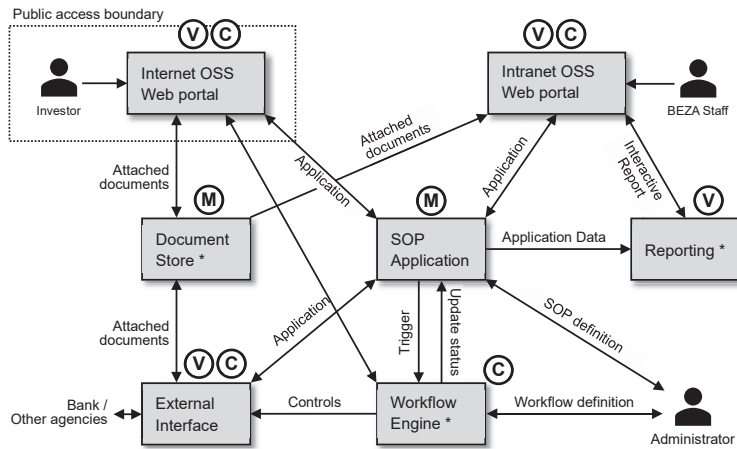 Public access boundary
V C
V C
Internet OSS
Web portal
Intranet OSS
Web portal
Investor
BEZA Staff
Attached
documents
Attached
documents
Application
Application
Interactive
Report
M
M
V
Document
Store *
SOP
Application
Application Data
Reporting *
Attached
documents
Application
Trigger
Update status
SOP definition
V C
C
Bank /
Other agencies
External
Interface
Controls
Workflow
Engine *
Workflow definition
Administrator